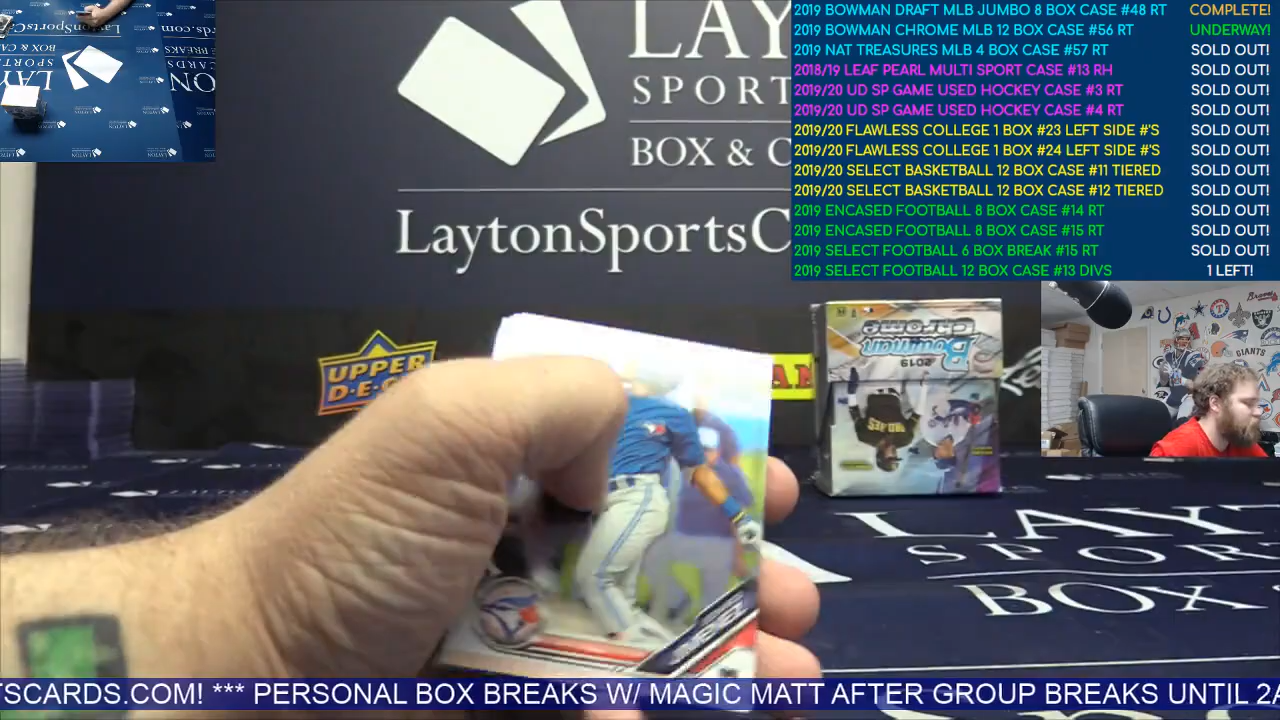 LAY
SPORT
BOX & C
LaytonSportsC
2019 BOWMAN DRAFT MLB JUMBO 8 BOX CASE #48 RT COMPLETE!
2019 BOWMAN CHROME MLB 12 BOX CASE #56 RT UNDERWAY!
2019 NAT TREASURES MLB 4 BOX CASE #57 RT SOLD OUT!
2018/19 LEAF PEARL MULTI SPORT CASE #13 RH SOLD OUT!
2019/20 UD SP GAME USED HOCKEY CASE #3 RT SOLD OUT!
2019/20 UD SP GAME USED HOCKEY CASE #4 RT SOLD OUT!
2019/20 FLAWLESS COLLEGE 1 BOX #23 LEFT SIDE #'S SOLD OUT!
2019/20 FLAWLESS COLLEGE 1 BOX #24 LEFT SIDE #'S SOLD OUT!
2019/20 SELECT BASKETBALL 12 BOX CASE #11 TIERED SOLD OUT!
2019/20 SELECT BASKETBALL 12 BOX CASE #12 TIERED SOLD OUT!
2019 ENCASED FOOTBALL 8 BOX CASE #14 RT SOLD OUT!
2019 ENCASED FOOTBALL 8 BOX CASE #15 RT SOLD OUT!
2019 SELECT FOOTBALL 6 BOX BREAK #15 RT SOLD OUT!
2019 SELECT FOOTBALL 12 BOX CASE #13 DIVS 1 LEFT!
UPPER
D·E·C
2019
Bowman
Chrome
GIANTS
LAYT
SPORTS
BOX &
TSCARDS.COM! *** PERSONAL BOX BREAKS W/ MAGIC MATT AFTER GROUP BREAKS UNTIL 2A